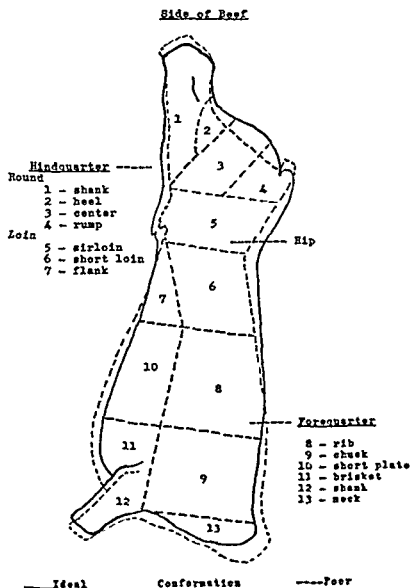 Side of Beef
1
2
3
4
Hindquarter
Round
1 - shank
2 - heel
3 - center
4 - rump
Loin
5 - sirloin
6 - short loin
7 - flank
5
Hip
7
6
10
8
Forequarter
8 - rib
9 - chuck
10 - short plate
11 - brisket
12 - shank
13 - neck
11
9
12
13
Ideal Conformation Poor